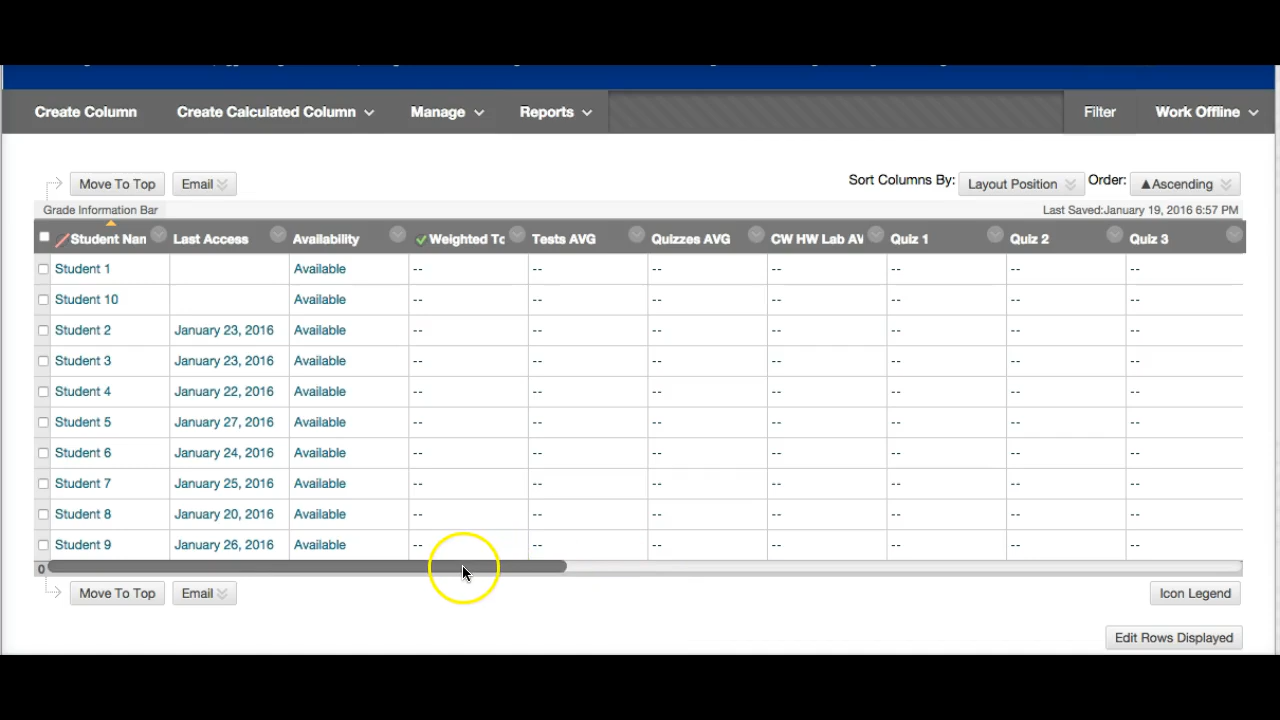 Create Column Create Calculated Column Manage Reports Filter Work Offline
Move To Top Email Sort Columns By: Layout Position Order: ▲Ascending
Grade Information Bar Last Saved:January 19, 2016 6:57 PM
Student Nan Last Access Availability Weighted To Tests AVG Quizzes AVG CW HW Lab AV Quiz 1 Quiz 2 Quiz 3
Student 1 Available -- -- -- -- -- -- --
Student 10 Available -- -- -- -- -- -- --
Student 2 January 23, 2016 Available -- -- -- -- -- -- --
Student 3 January 23, 2016 Available -- -- -- -- -- -- --
Student 4 January 22, 2016 Available -- -- -- -- -- -- --
Student 5 January 27, 2016 Available -- -- -- -- -- -- --
Student 6 January 24, 2016 Available -- -- -- -- -- -- --
Student 7 January 25, 2016 Available -- -- -- -- -- -- --
Student 8 January 20, 2016 Available -- -- -- -- -- -- --
Student 9 January 26, 2016 Available -- -- -- -- -- -- --
0
Move To Top Email Icon Legend
Edit Rows Displayed